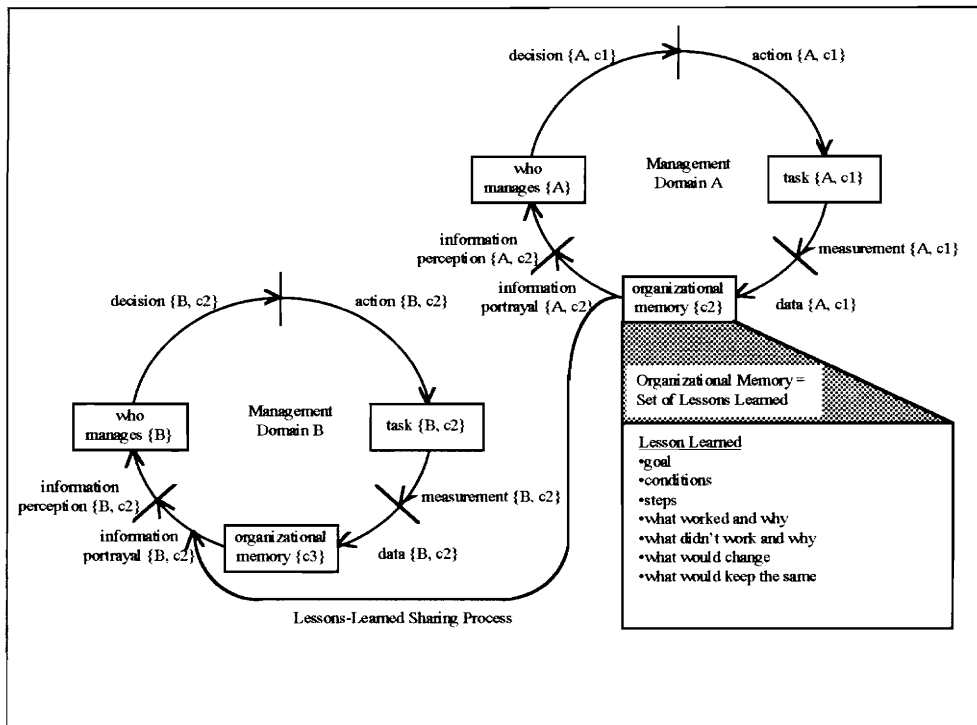 decision {A, c1}
action {A, c1}
who
manages {A}
Management
Domain A
task {A, c1}
information
perception {A, c2}
measurement {A, c1}
information
portrayal {A, c2}
organizational
memory {c2}
data {A, c1}
decision {B, c2}
action {B, c2}
who
manages {B}
Management
Domain B
task {B, c2}
information
perception {B, c2}
measurement {B, c2}
information
portrayal {B, c2}
organizational
memory {c3}
data {B, c2}
Lessons-Learned Sharing Process
Organizational Memory =
Set of Lessons Learned
Lesson Learned
•goal
•conditions
•steps
•what worked and why
•what didn't work and why
•what would change
•what would keep the same